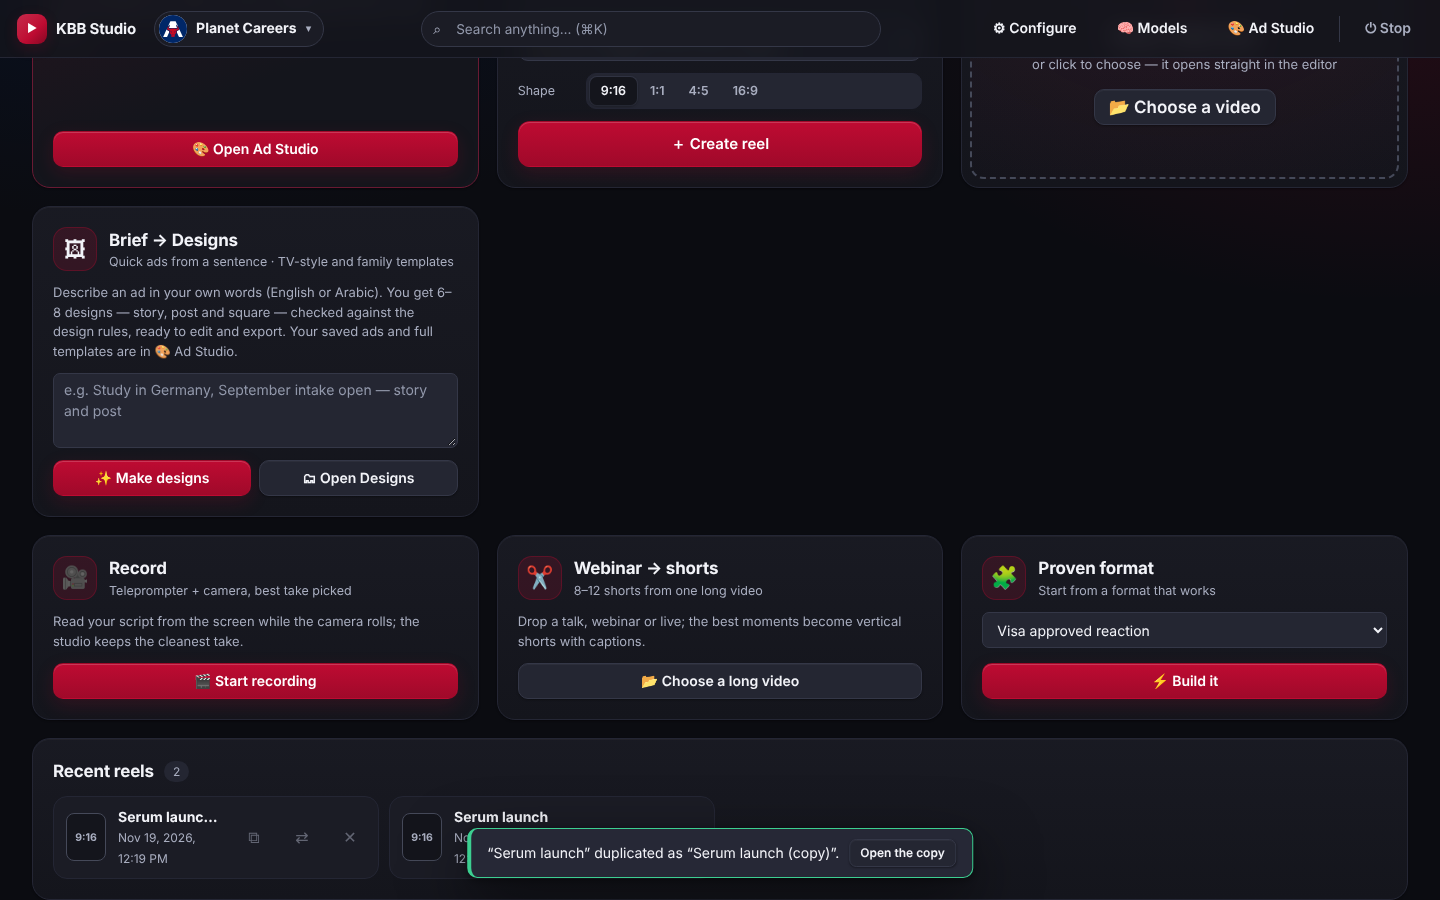 KBB Studio
Planet Careers
Search anything... (⌘K)
Configure
Models
Ad Studio
Stop
or click to choose — it opens straight in the editor
Shape
9:16
1:1
4:5
16:9
Choose a video
Open Ad Studio
+ Create reel
Brief → Designs
Quick ads from a sentence · TV-style and family templates
Describe an ad in your own words (English or Arabic). You get 6–
8 designs — story, post and square — checked against the
design rules, ready to edit and export. Your saved ads and full
templates are in 🎨 Ad Studio.
e.g. Study in Germany, September intake open — story
and post
Make designs
Open Designs
Record
Teleprompter + camera, best take picked
Read your script from the screen while the camera rolls; the
studio keeps the cleanest take.
Start recording
Webinar → shorts
8–12 shorts from one long video
Drop a talk, webinar or live; the best moments become vertical
shorts with captions.
Choose a long video
Proven format
Start from a format that works
Visa approved reaction
Build it
Recent reels
2
9:16
Serum launc...
Nov 19, 2026,
12:19 PM
9:16
Serum launch
No
12
“Serum launch” duplicated as “Serum launch (copy)”.
Open the copy